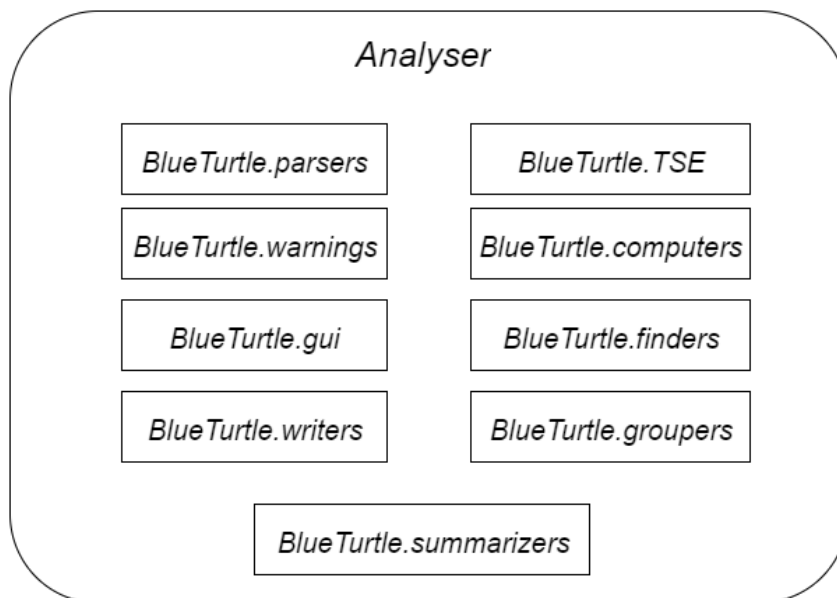 Analyser
BlueTurtle.parsers
BlueTurtle.TSE
BlueTurtle.warnings
BlueTurtle.computers
BlueTurtle.gui
BlueTurtle.finders
BlueTurtle.writers
BlueTurtle.groupers
BlueTurtle.summarizers